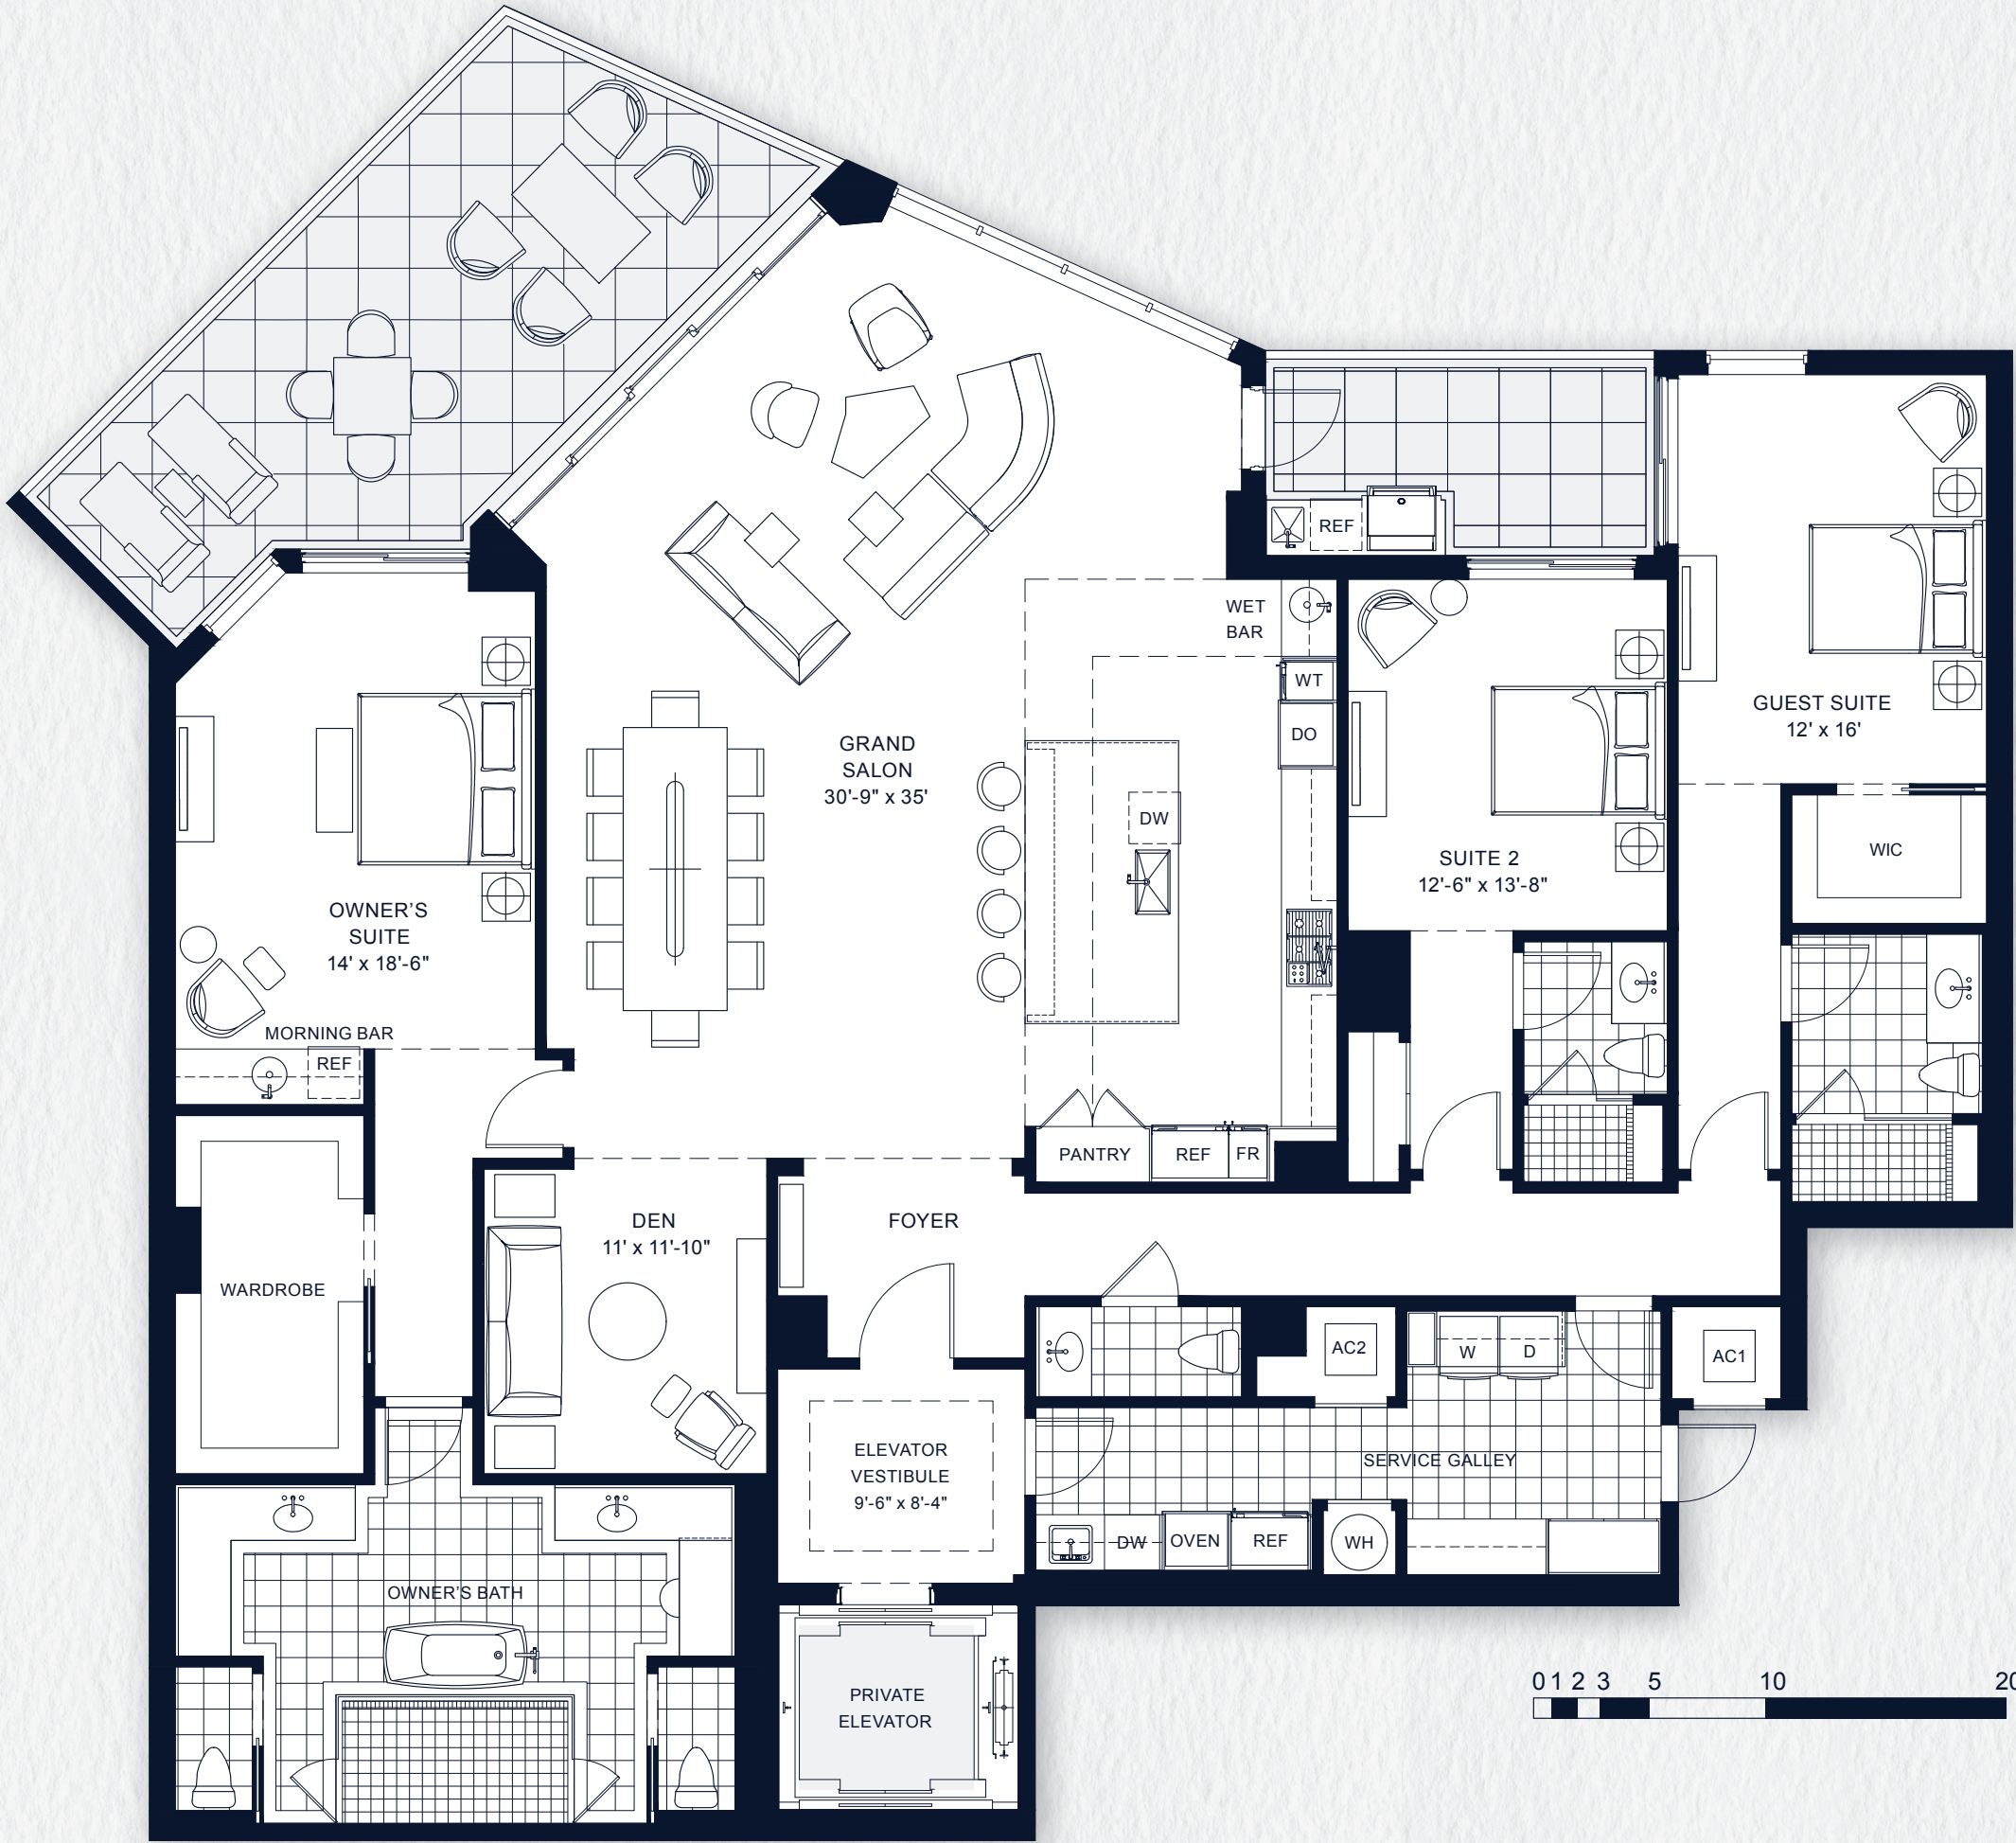 REF
WET
BAR
WT
DO
GUEST SUITE
12' x 16'
GRAND
SALON
30'-9" x 35'
DW
SUITE 2
12'-6" x 13'-8"
WIC
OWNER'S
SUITE
14' x 18'-6"
MORNING BAR
REF
PANTRY
REF
FR
DEN
11' x 11'-10"
FOYER
WARDROBE
AC2
W
D
AC1
ELEVATOR
VESTIBULE
9'-6" x 8'-4"
SERVICE GALLEY
DW
OVEN
REF
WH
OWNER'S BATH
PRIVATE
ELEVATOR
0 1 2 3 5 10 20